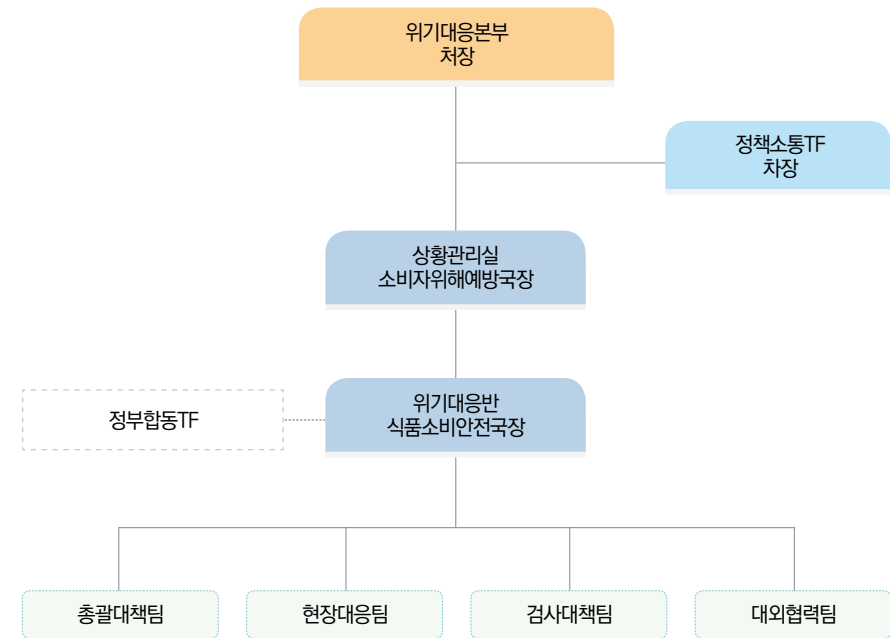 위기대응본부
처장
정책소통TF
차장
상황관리실
소비자위해예방국장
정부합동TF
위기대응반
식품소비안전국장
총괄대책팀
현장대응팀
검사대책팀
대외협력팀